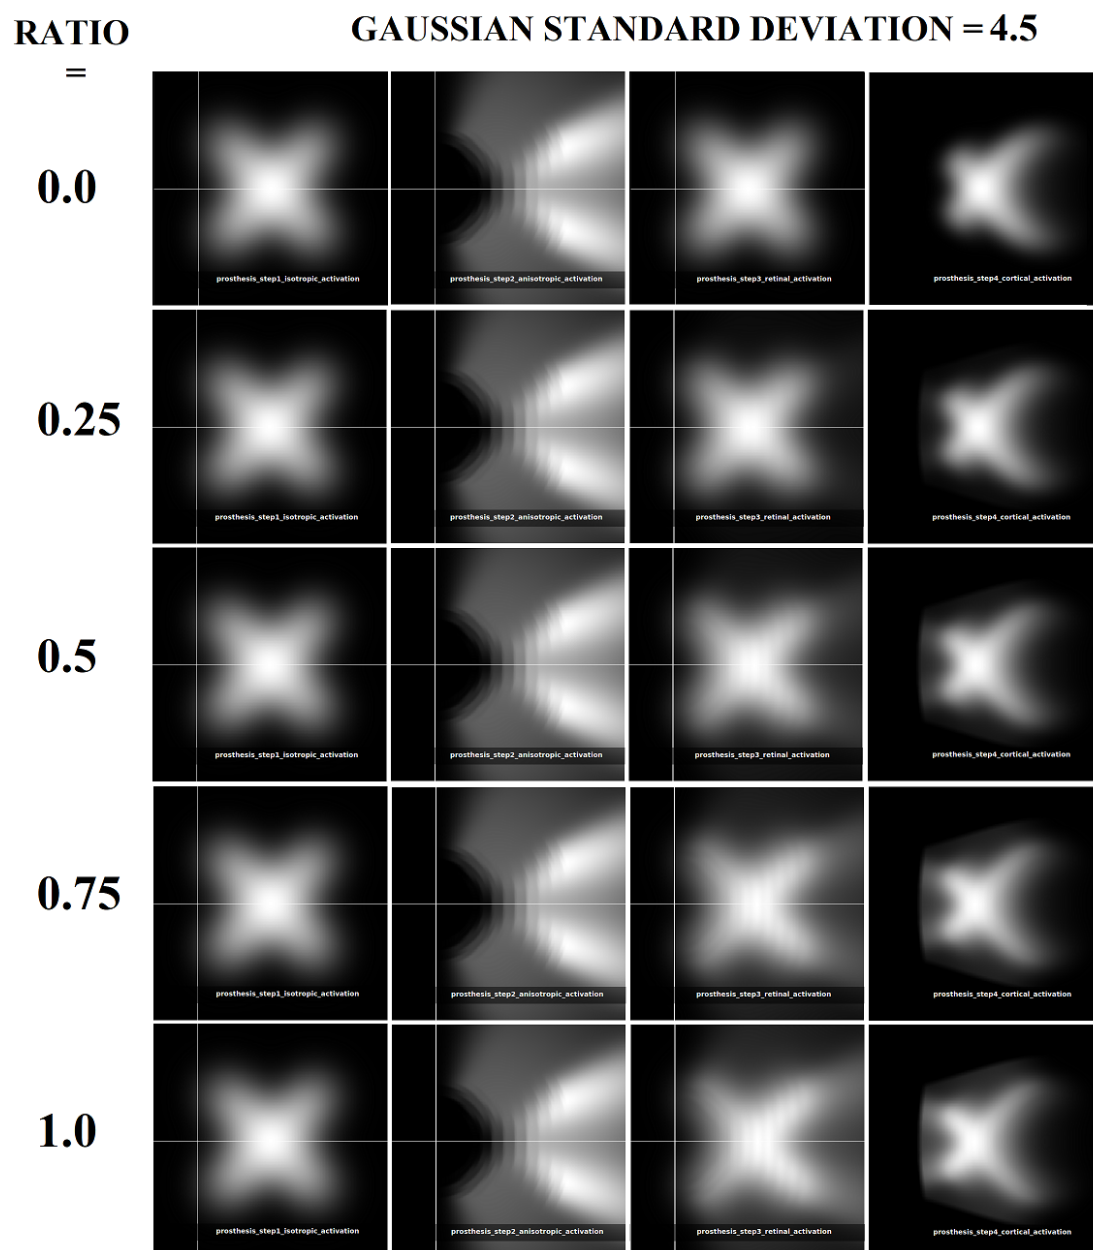 RATIO GAUSSIAN STANDARD DEVIATION = 4.5
=
0.0
prosthesis_step1_isotropic_activation prosthesis_step2_anisotropic_activation prosthesis_step3_retinal_activation prosthesis_step4_cortical_activation
0.25
prosthesis_step1_isotropic_activation prosthesis_step2_anisotropic_activation prosthesis_step3_retinal_activation prosthesis_step4_cortical_activation
0.5
prosthesis_step1_isotropic_activation prosthesis_step2_anisotropic_activation prosthesis_step3_retinal_activation prosthesis_step4_cortical_activation
0.75
prosthesis_step1_isotropic_activation prosthesis_step2_anisotropic_activation prosthesis_step3_retinal_activation prosthesis_step4_cortical_activation
1.0
prosthesis_step1_isotropic_activation prosthesis_step2_anisotropic_activation prosthesis_step3_retinal_activation prosthesis_step4_cortical_activation